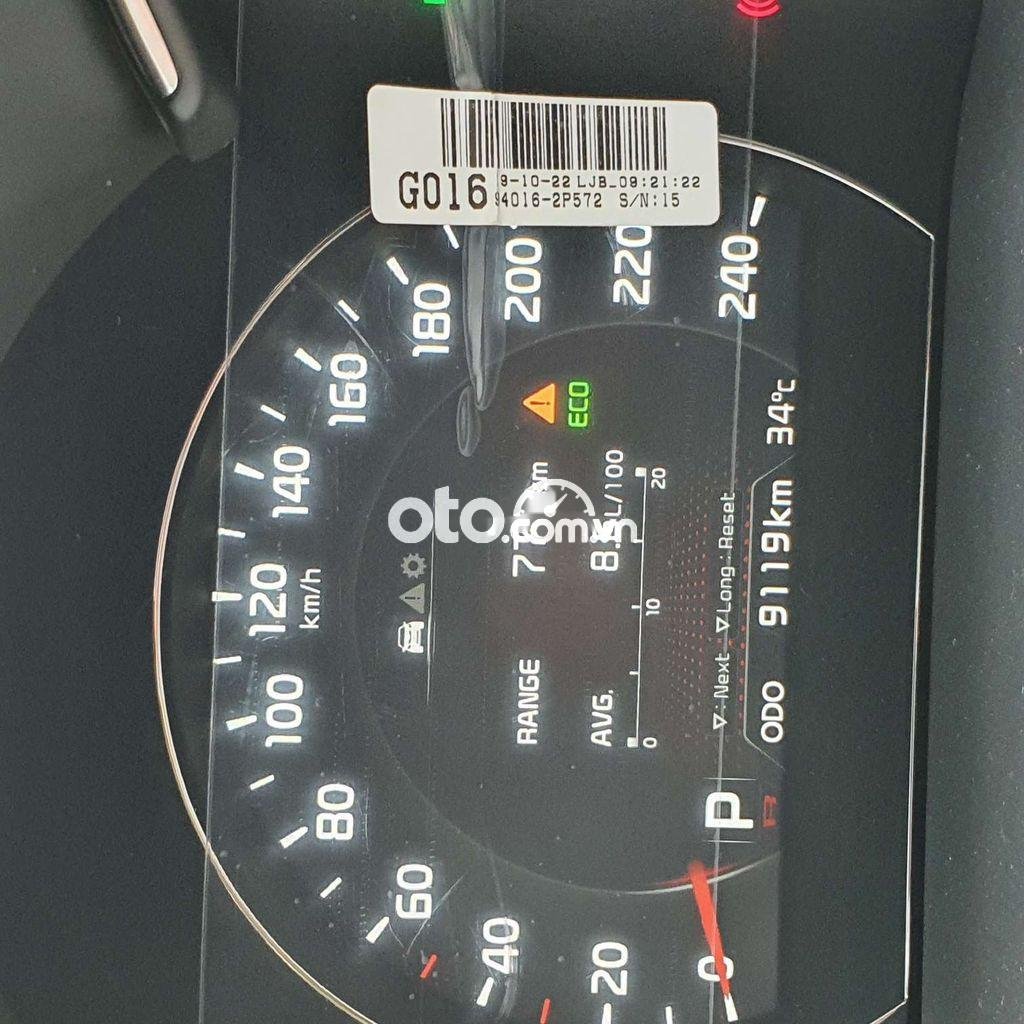 G016
9-10-22 LJB_09:21:22
94016-2P572 S/N:15
0
20
40
60
80
100
120
km/h
140
160
180
200
220
240
ECO
RANGE
AVG. L/100
0 10 20
▽:Next ▽Long:Reset
P
ODO 9119km 34°C
oto
.com.vn